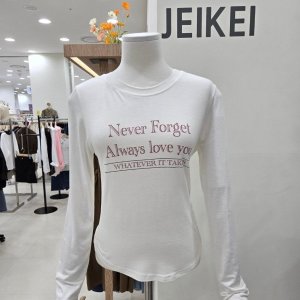 JEIKEI
Never Forget
Always love you
WHATEVER IT TAKES